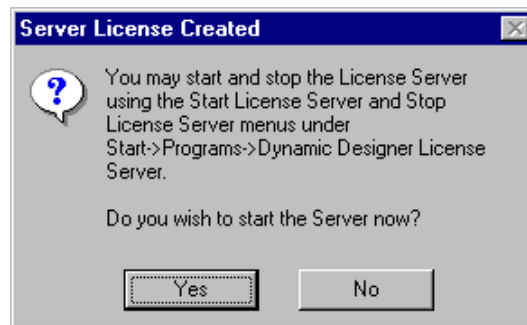 Server License Created
You may start and stop the License Server
using the Start License Server and Stop
License Server menus under
Start->Programs->Dynamic Designer License
Server.
Do you wish to start the Server now?
Yes
No